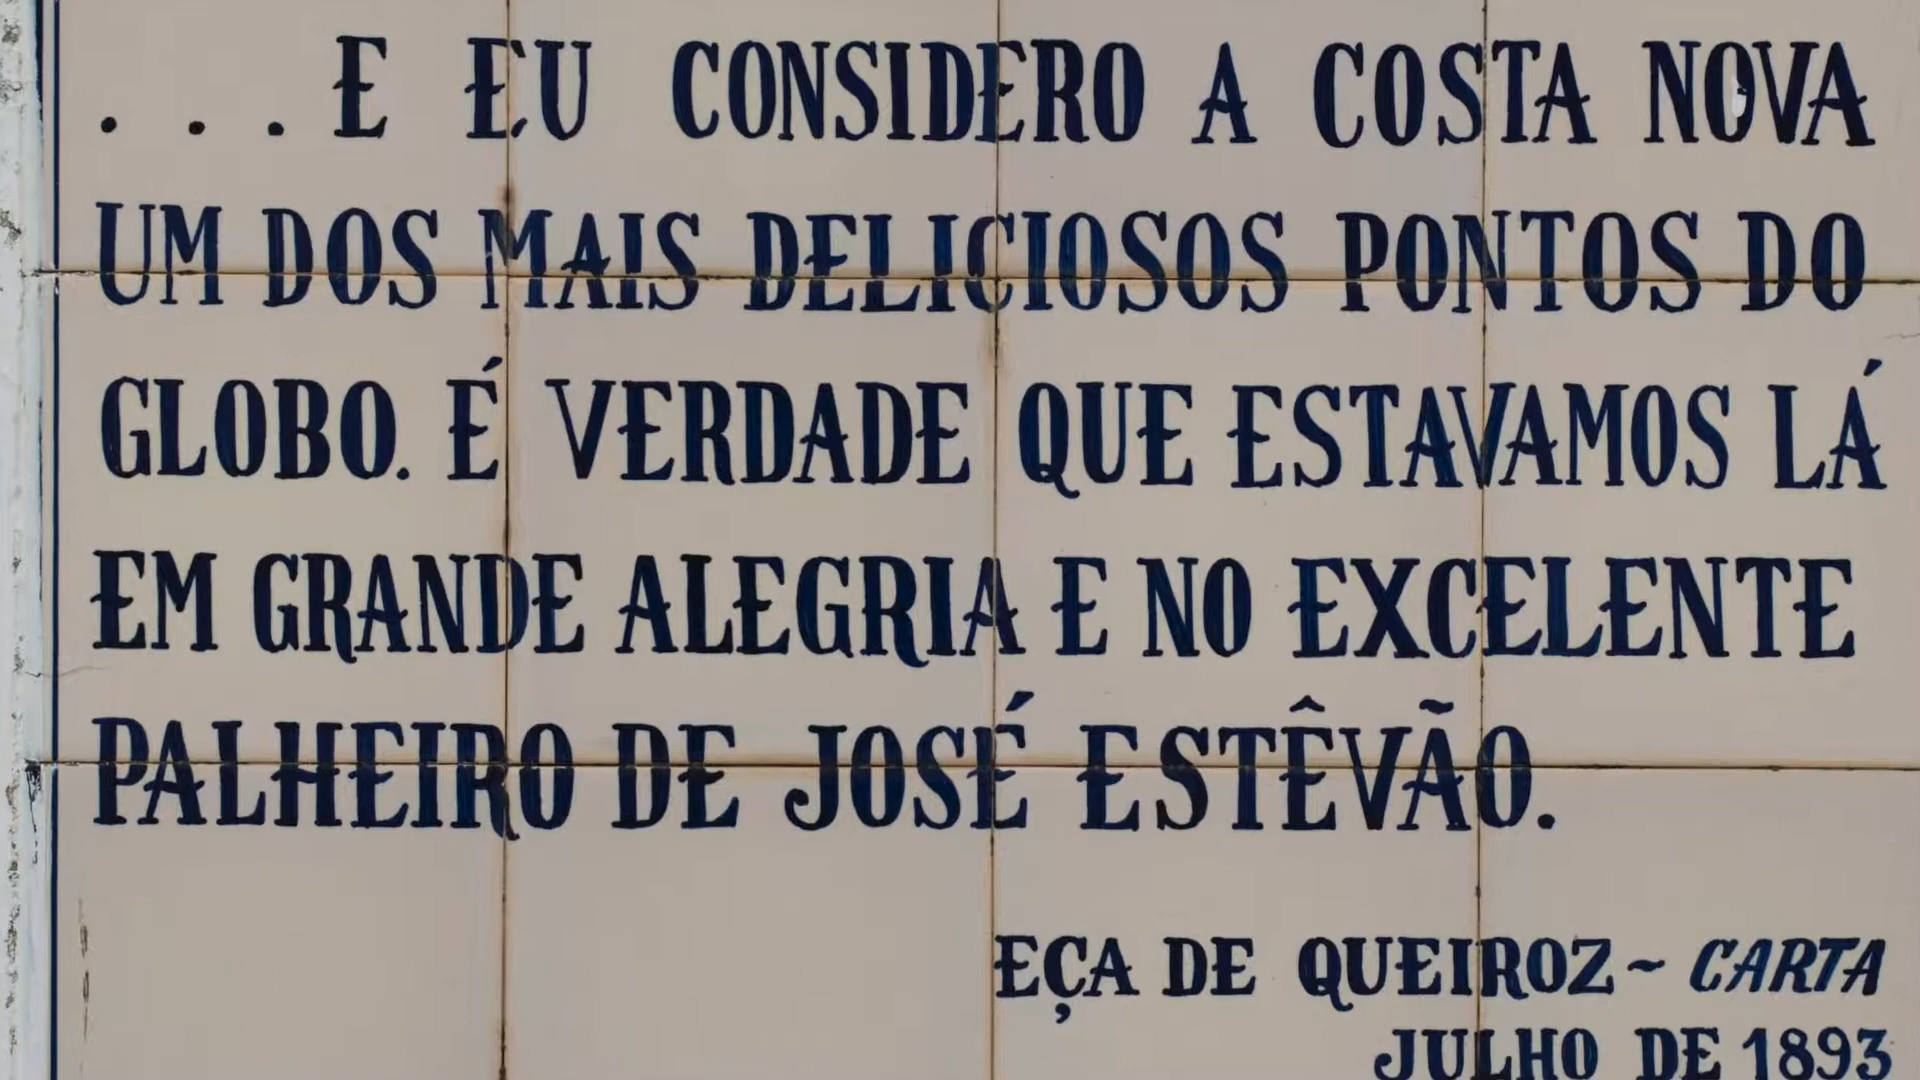 . . . E EU CONSIDERO A COSTA NOVA
UM DOS MAIS DELICIOSOS PONTOS DO
GLOBO. É VERDADE QUE ESTAVAMOS LÁ
EM GRANDE ALEGRIA E NO EXCELENTE
PALHEIRO DE JOSÉ ESTÊVÃO.
EÇA DE QUEIROZ ~ CARTA
JULHO DE 1893